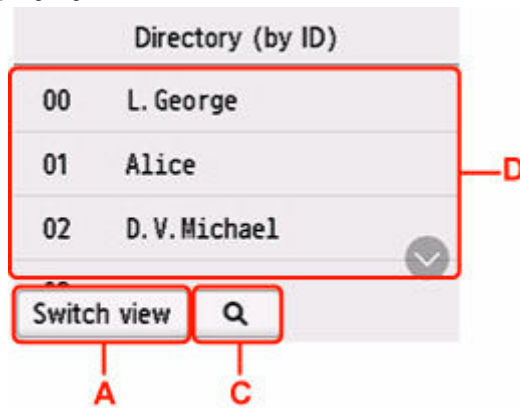 Directory (by ID)
00 L. George
01 Alice
D
02 D. V. Michael
Switch view
A
C